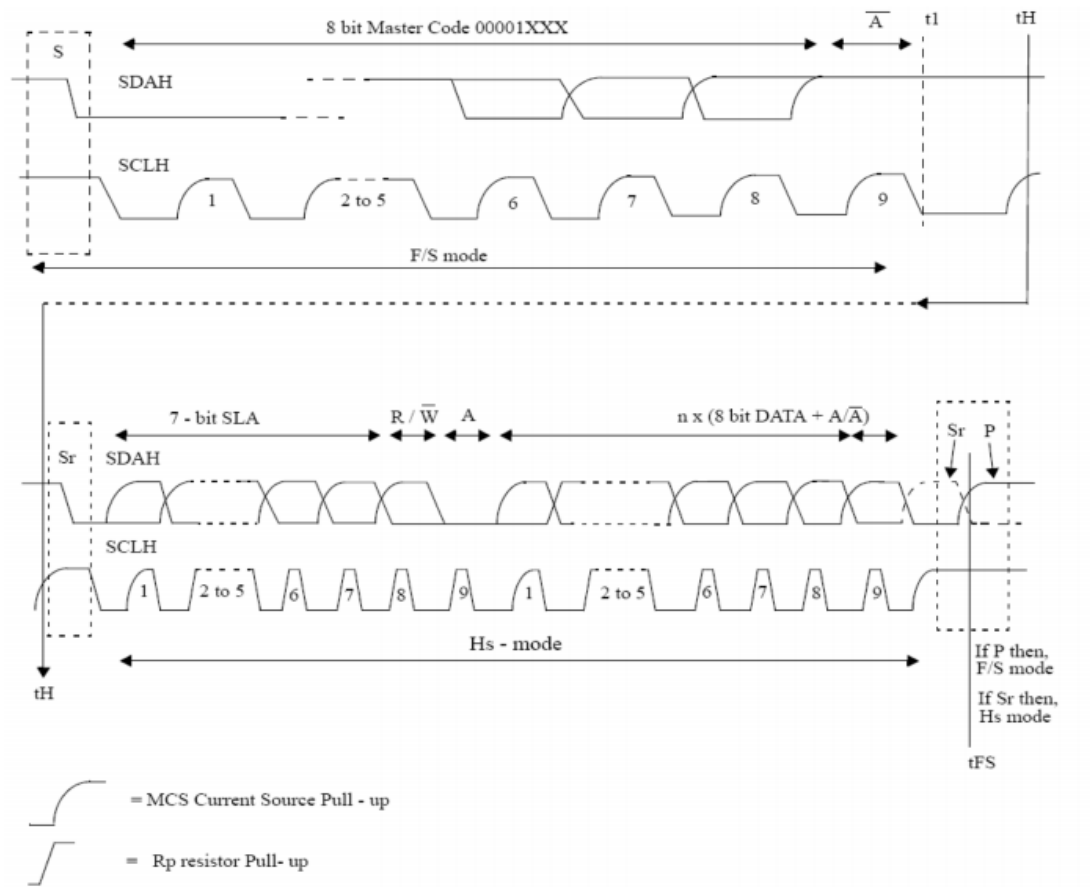 8 bit Master Code 00001XXX
A̅
t1
tH
S
SDAH
SCLH
1
2 to 5
6
7
8
9
F/S mode
7 - bit SLA
R / W̅
A
n x (8 bit DATA + A/A̅)
Sr
SDAH
Sr
P
SCLH
1
2 to 5
6
7
8
9
1
2 to 5
6
7
8
9
Hs - mode
If P then,
F/S mode
tH
If Sr then,
Hs mode
tFS
= MCS Current Source Pull - up
= Rp resistor Pull- up